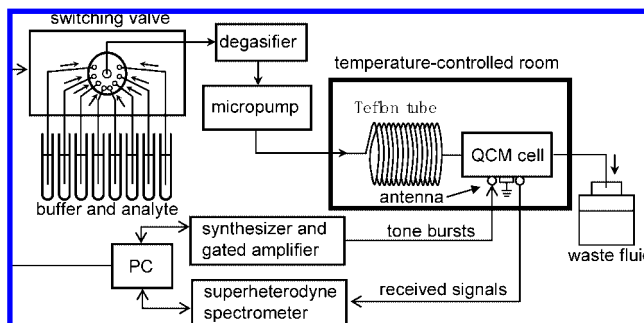 switching valve
degasifier
temperature-controlled room
micropump
Teflon tube
QCM cell
antenna
buffer and analyte
synthesizer and
gated amplifier
tone bursts
waste fluid
PC
superheterodyne
spectrometer
received signals